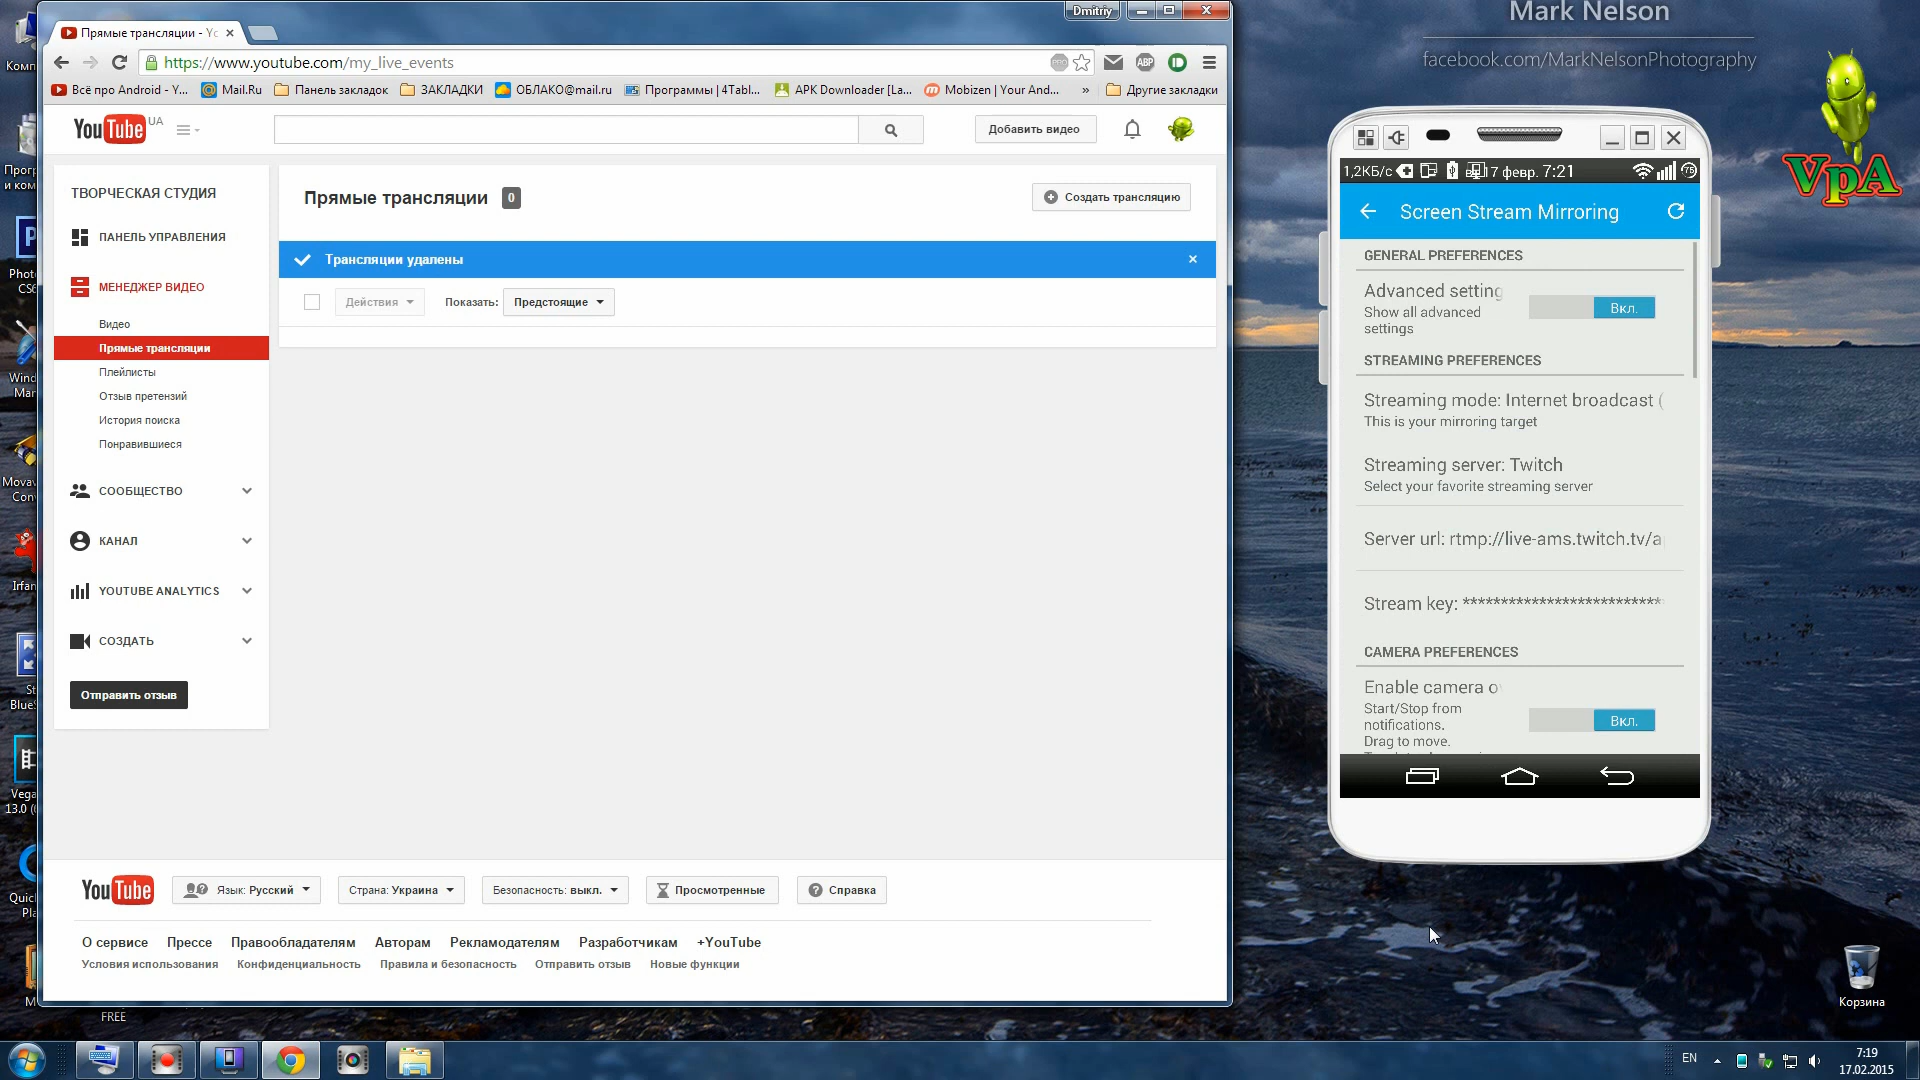 Dmitriy
Прямые трансляции - Yo
https://www.youtube.com/my_live_events
ABP
Всё про Android - Y...
Mail.Ru
Панель закладок
ЗАКЛАДКИ
ОБЛАКО@mail.ru
Программы | 4Tabl...
APK Downloader [La...
Mobizen | Your And...
»
Другие закладки
YouTube UA
Добавить видео
ТВОРЧЕСКАЯ СТУДИЯ
ПАНЕЛЬ УПРАВЛЕНИЯ
МЕНЕДЖЕР ВИДЕО
Видео
Прямые трансляции
Плейлисты
Отзыв претензий
История поиска
Понравившиеся
СООБЩЕСТВО
КАНАЛ
YOUTUBE ANALYTICS
СОЗДАТЬ
Отправить отзыв
Прямые трансляции 0
Создать трансляцию
Трансляции удалены
Действия
Показать:
Предстоящие
YouTube
Язык: Русский
Страна: Украина
Безопасность: выкл.
Просмотренные
Справка
О сервисе Прессе Правообладателям Авторам Рекламодателям Разработчикам +YouTube
Условия использования Конфиденциальность Правила и безопасность Отправить отзыв Новые функции
Mark Nelson
facebook.com/MarkNelsonPhotography
VpA
1,2КБ/с
17 февр. 7:21
75
Screen Stream Mirroring
GENERAL PREFERENCES
Advanced setting
Show all advanced
settings
Вкл.
STREAMING PREFERENCES
Streaming mode: Internet broadcast (
This is your mirroring target
Streaming server: Twitch
Select your favorite streaming server
Server url: rtmp://live-ams.twitch.tv/a
Stream key: ****************************
CAMERA PREFERENCES
Enable camera o
Start/Stop from
notifications.
Drag to move.
Вкл.
Корзина
FREE
EN
7:19
17.02.2015